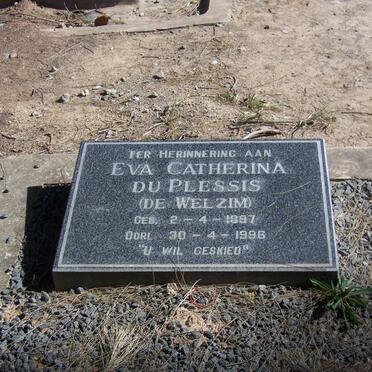 TER HERINNERING AAN
EVA CATHERINA
DU PLESSIS
(DE WELZIM)
GEB. 2-4-1897
OORL. 30-4-1996
"U WIL GESKIED"